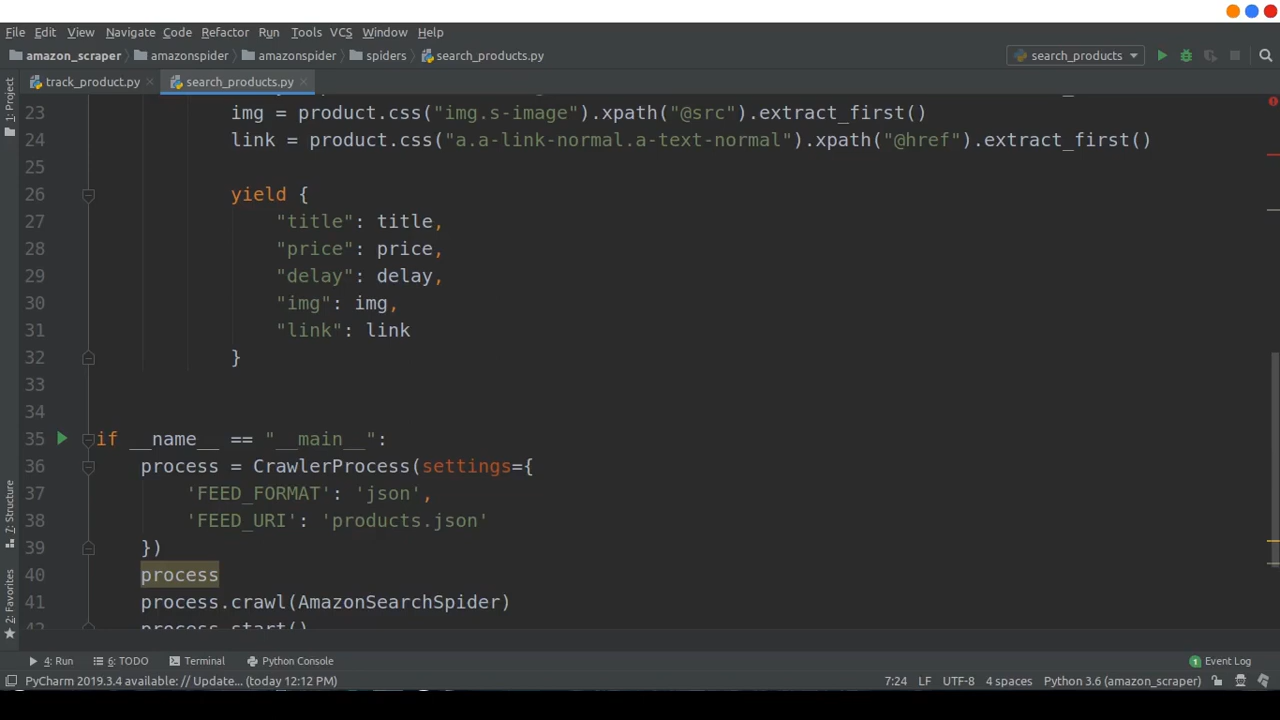 File Edit View Navigate Code Refactor Run Tools VCS Window Help
amazon_scraper amazonspider amazonspider spiders search_products.py search_products
track_product.py search_products.py
1: Project
23 img = product.css("img.s-image").xpath("@src").extract_first()
24 link = product.css("a.a-link-normal.a-text-normal").xpath("@href").extract_first()
25
26 yield {
27 "title": title,
28 "price": price,
29 "delay": delay,
30 "img": img,
31 "link": link
32 }
33
34
35 if __name__ == "__main__":
36 process = CrawlerProcess(settings={
37 'FEED_FORMAT': 'json',
38 'FEED_URI': 'products.json'
39 })
40 process
41 process.crawl(AmazonSearchSpider)
42 process.start()
7: Structure
2: Favorites
4: Run 6: TODO Terminal Python Console 1 Event Log
PyCharm 2019.3.4 available: // Update... (today 12:12 PM) 7:24 LF UTF-8 4 spaces Python 3.6 (amazon_scraper)